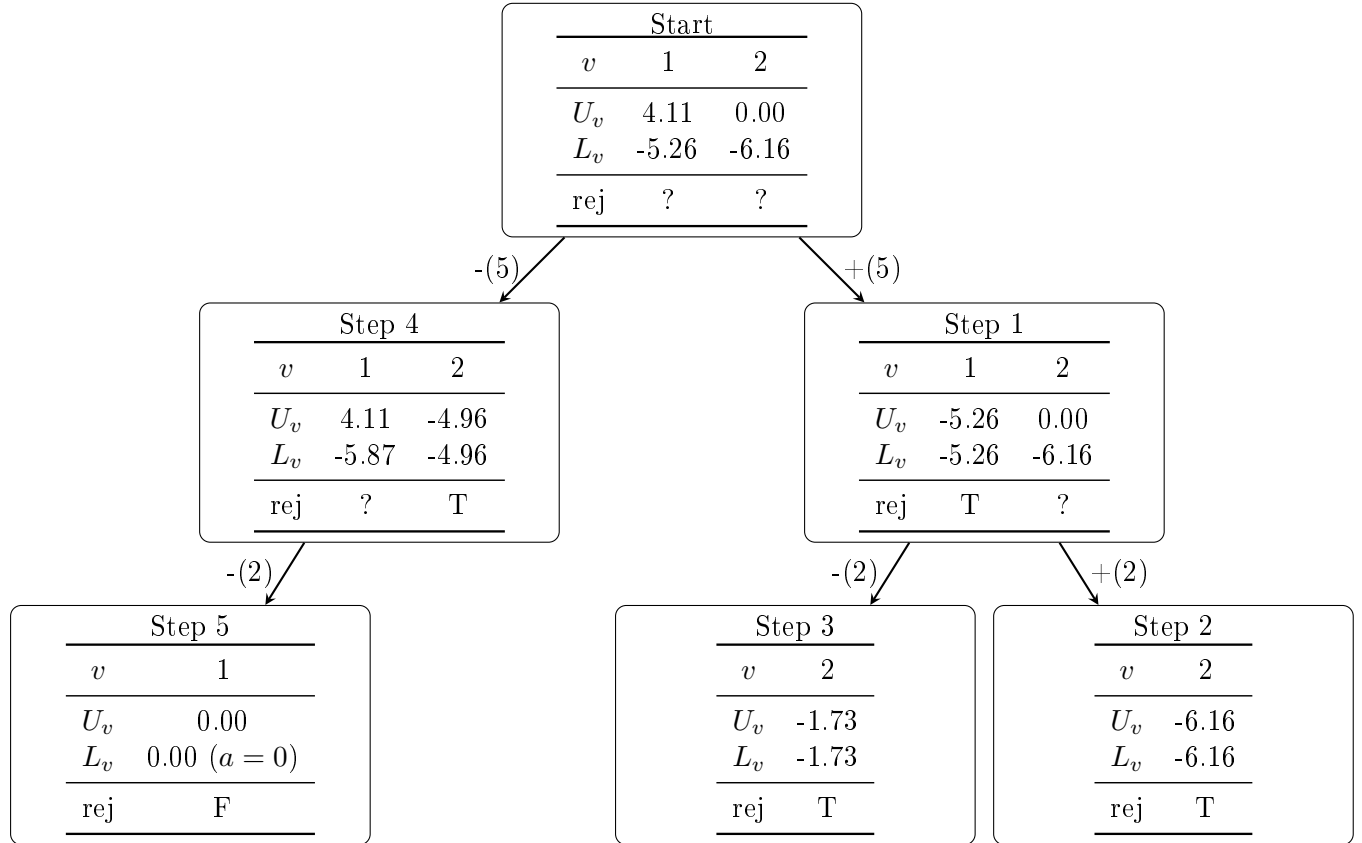 Start
v 1 2
U_v 4.11 0.00
L_v -5.26 -6.16
rej ? ?
-(5) +(5)
Step 4
v 1 2
U_v 4.11 -4.96
L_v -5.87 -4.96
rej ? T
Step 1
v 1 2
U_v -5.26 0.00
L_v -5.26 -6.16
rej T ?
-(2) -(2) +(2)
Step 5
v 1
U_v 0.00
L_v 0.00 (a = 0)
rej F
Step 3
v 2
U_v -1.73
L_v -1.73
rej T
Step 2
v 2
U_v -6.16
L_v -6.16
rej T